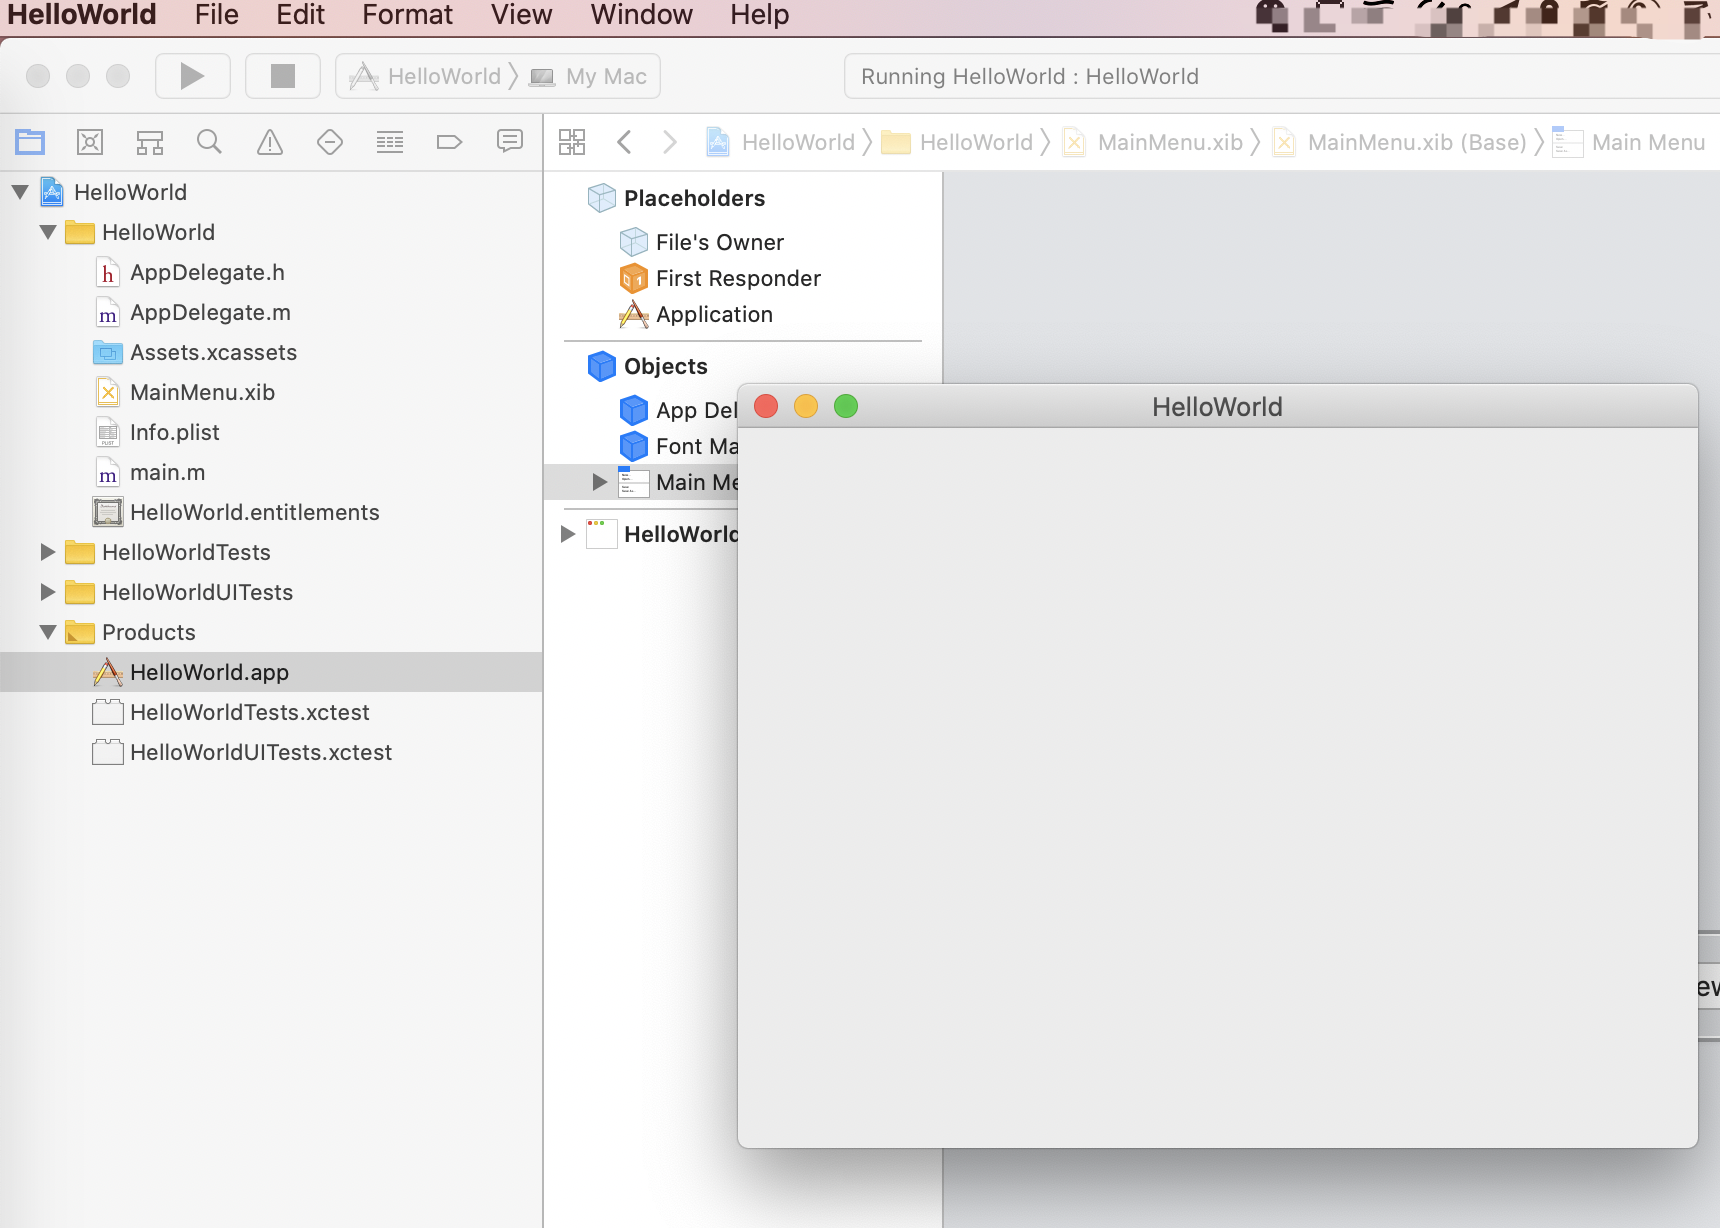 HelloWorld File Edit Format View Window Help
HelloWorld My Mac
Running HelloWorld : HelloWorld
HelloWorld HelloWorld MainMenu.xib MainMenu.xib (Base) Main Menu
HelloWorld
HelloWorld
AppDelegate.h
AppDelegate.m
Assets.xcassets
MainMenu.xib
Info.plist
main.m
HelloWorld.entitlements
HelloWorldTests
HelloWorldUITests
Products
HelloWorld.app
HelloWorldTests.xctest
HelloWorldUITests.xctest
Placeholders
File's Owner
First Responder
Application
Objects
App Del
Font Ma
Main Me
HelloWorld
HelloWorld